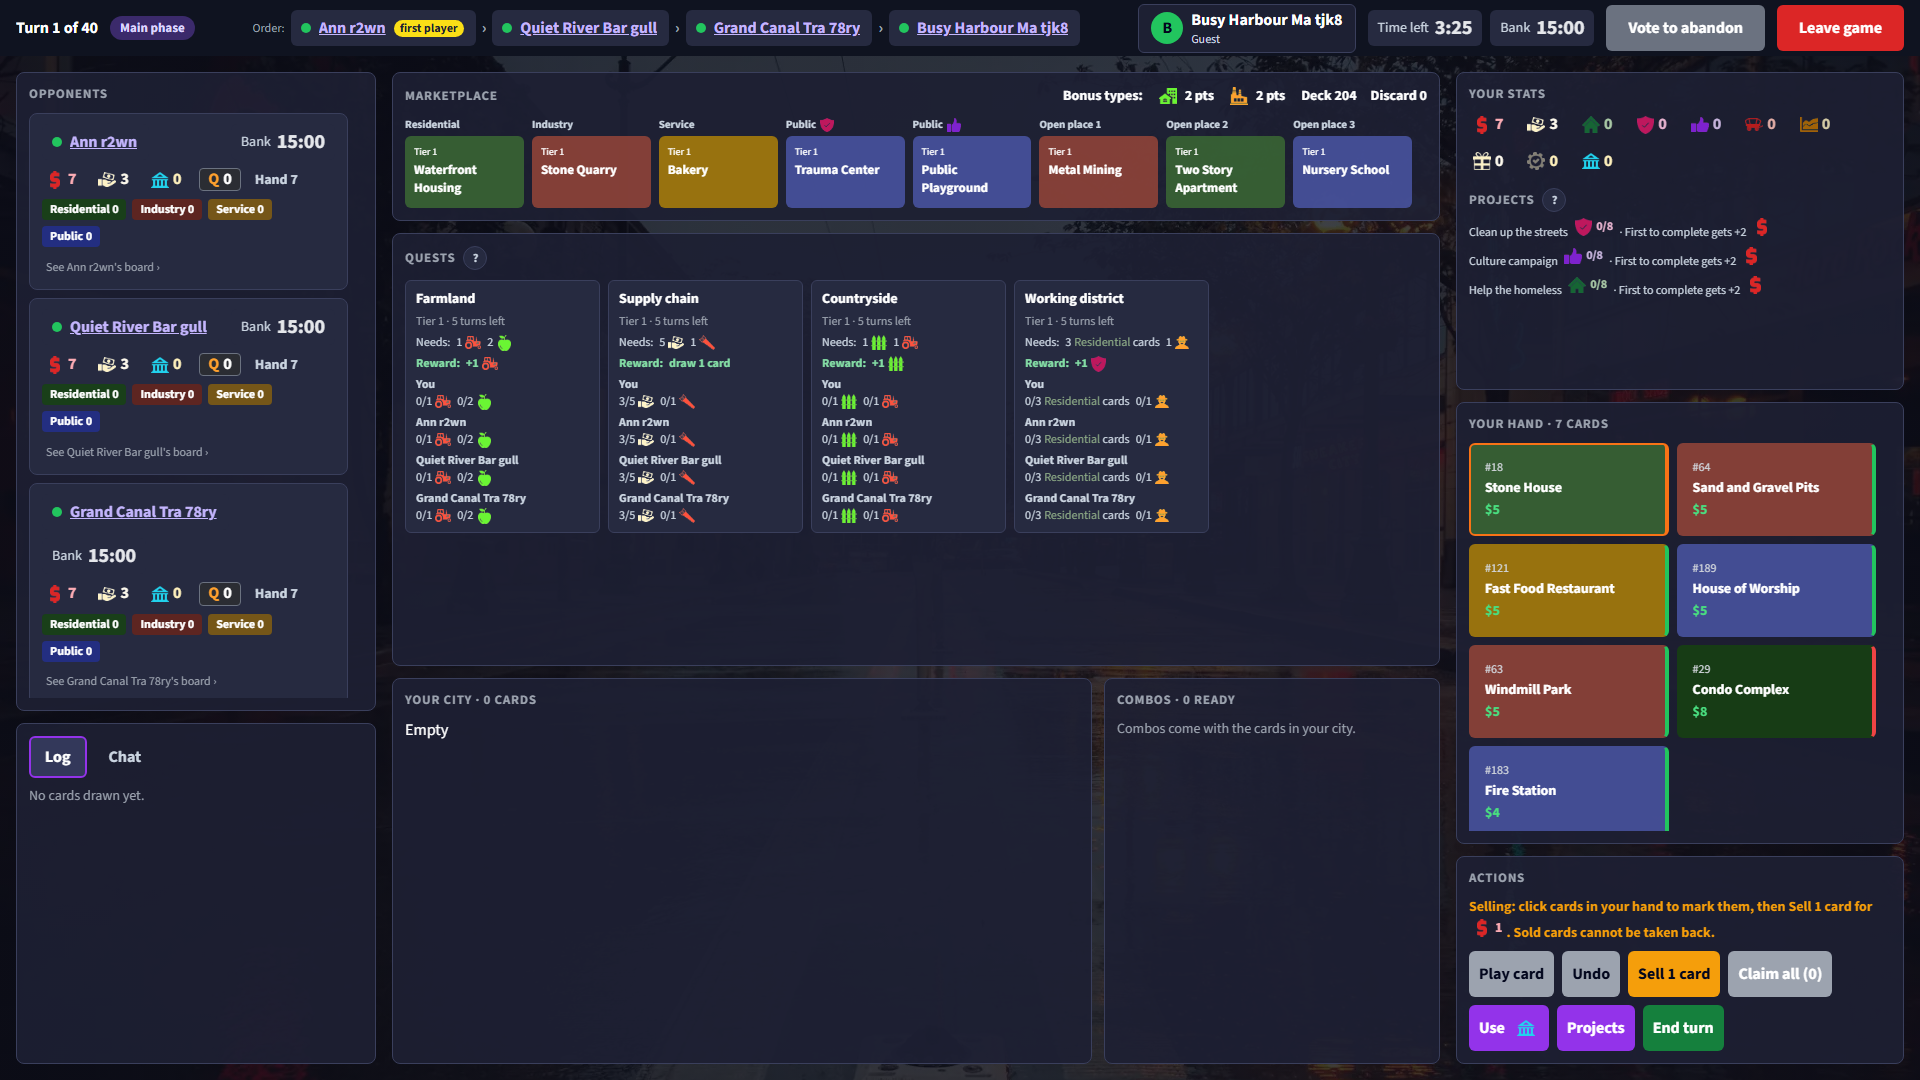 Turn 1 of 40 Main phase Order: Ann r2wn first player › Quiet River Bar gull › Grand Canal Tra 78ry › Busy Harbour Ma tjk8
B Busy Harbour Ma tjk8
Guest
Time left 3:25 Bank 15:00 Vote to abandon Leave game
OPPONENTS
Ann r2wn Bank 15:00
$ 7 3 0 Q 0 Hand 7
Residential 0 Industry 0 Service 0
Public 0
See Ann r2wn's board ›
Quiet River Bar gull Bank 15:00
$ 7 3 0 Q 0 Hand 7
Residential 0 Industry 0 Service 0
Public 0
See Quiet River Bar gull's board ›
Grand Canal Tra 78ry
Bank 15:00
$ 7 3 0 Q 0 Hand 7
Residential 0 Industry 0 Service 0
Public 0
See Grand Canal Tra 78ry's board ›
Log Chat
No cards drawn yet.
MARKETPLACE Bonus types: 2 pts 2 pts Deck 204 Discard 0
Residential Industry Service Public Public Open place 1 Open place 2 Open place 3
Tier 1 Tier 1 Tier 1 Tier 1 Tier 1 Tier 1 Tier 1 Tier 1
Waterfront Housing Stone Quarry Bakery Trauma Center Public Playground Metal Mining Two Story Apartment Nursery School
QUESTS ?
Farmland
Tier 1 · 5 turns left
Needs: 1 2
Reward: +1
You
0/1 0/2
Ann r2wn
0/1 0/2
Quiet River Bar gull
0/1 0/2
Grand Canal Tra 78ry
0/1 0/2
Supply chain
Tier 1 · 5 turns left
Needs: 5 1
Reward: draw 1 card
You
3/5 0/1
Ann r2wn
3/5 0/1
Quiet River Bar gull
3/5 0/1
Grand Canal Tra 78ry
3/5 0/1
Countryside
Tier 1 · 5 turns left
Needs: 1 1
Reward: +1
You
0/1 0/1
Ann r2wn
0/1 0/1
Quiet River Bar gull
0/1 0/1
Grand Canal Tra 78ry
0/1 0/1
Working district
Tier 1 · 5 turns left
Needs: 3 Residential cards 1
Reward: +1
You
0/3 Residential cards 0/1
Ann r2wn
0/3 Residential cards 0/1
Quiet River Bar gull
0/3 Residential cards 0/1
Grand Canal Tra 78ry
0/3 Residential cards 0/1
YOUR CITY · 0 CARDS
Empty
COMBOS · 0 READY
Combos come with the cards in your city.
YOUR STATS
$ 7 3 0 0 0 0 0
0 0 0
PROJECTS ?
Clean up the streets 0/8 · First to complete gets +2 $
Culture campaign 0/8 · First to complete gets +2 $
Help the homeless 0/8 · First to complete gets +2 $
YOUR HAND · 7 CARDS
#18
Stone House
$5
#64
Sand and Gravel Pits
$5
#121
Fast Food Restaurant
$5
#189
House of Worship
$5
#63
Windmill Park
$5
#29
Condo Complex
$8
#183
Fire Station
$4
ACTIONS
Selling: click cards in your hand to mark them, then Sell 1 card for
$ 1 . Sold cards cannot be taken back.
Play card Undo Sell 1 card Claim all (0)
Use Projects End turn